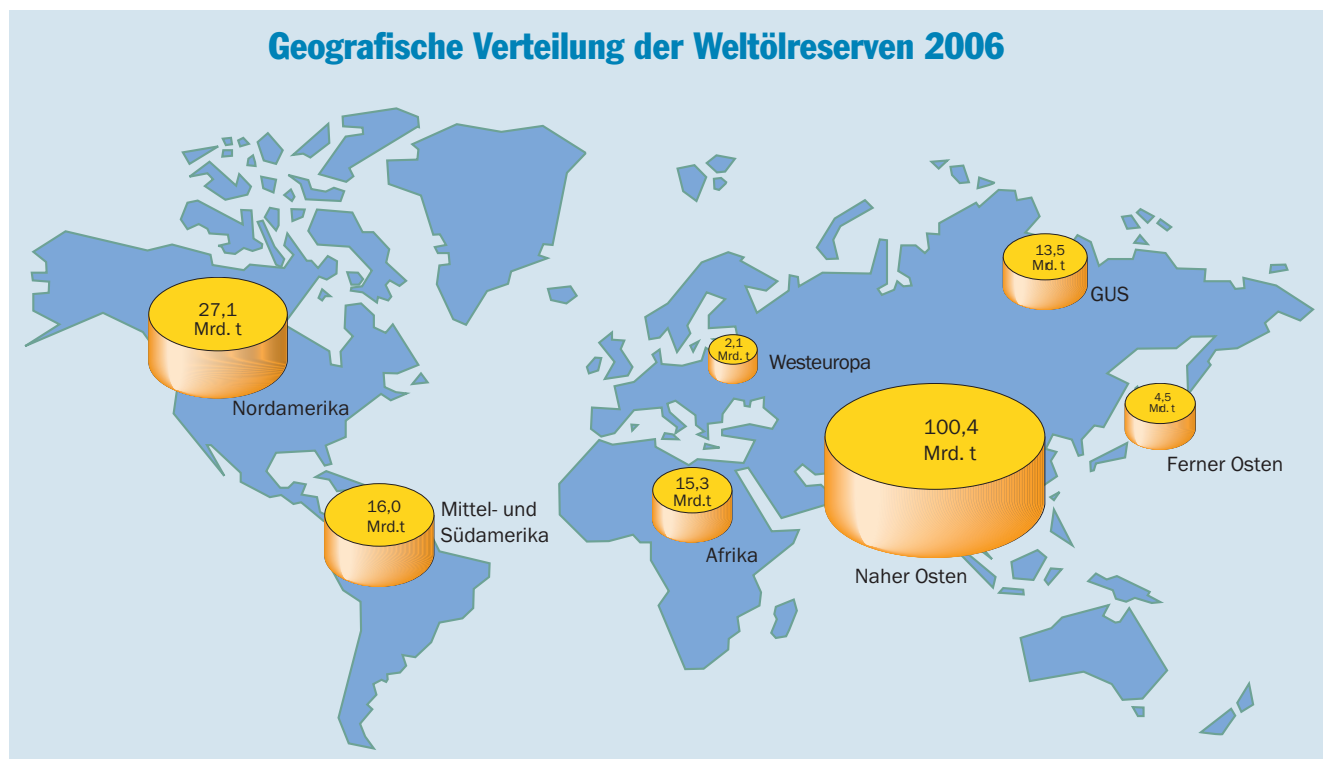 Geografische Verteilung der Weltölreserven 2006
13,5
Mrd. t
GUS
27,1
Mrd. t
Nordamerika
2,1
Mrd. t
Westeuropa
4,5
Mrd. t
Ferner Osten
100,4
Mrd. t
Naher Osten
15,3
Mrd.t
Afrika
16,0
Mrd.t
Mittel- und
Südamerika